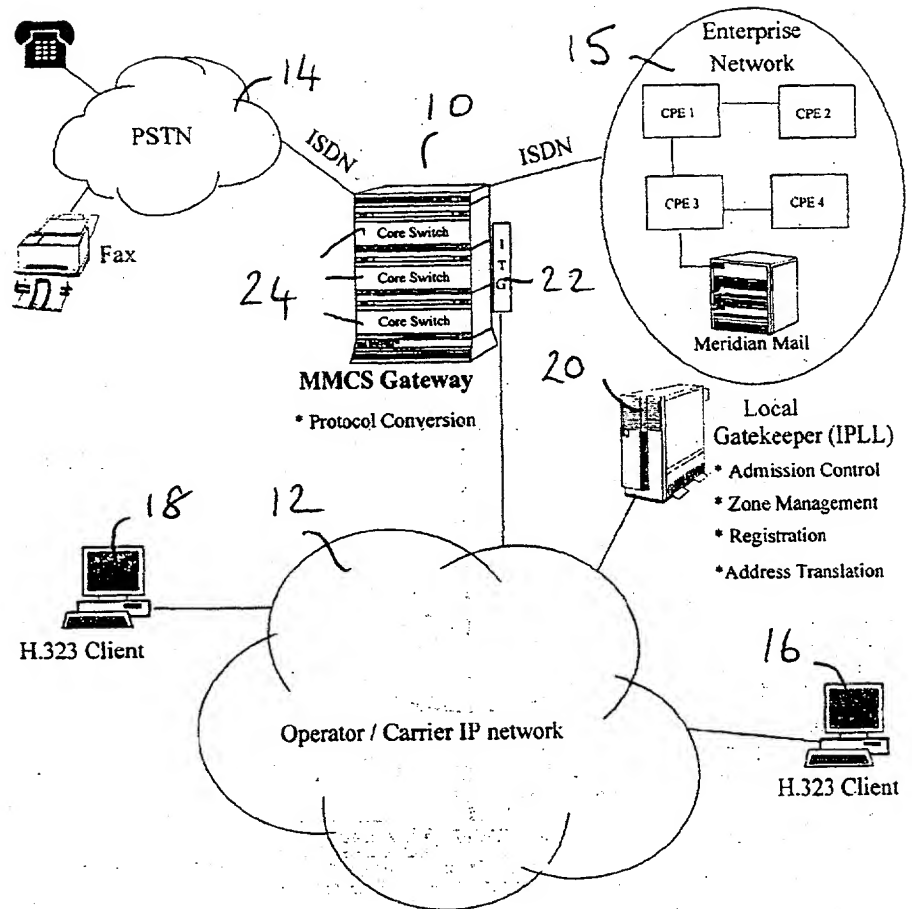 Enterprise
15
Network
14
10
CPE 1
CPE 2
PSTN
ISDN
ISDN
CPE 3
CPE 4
Core Switch
I
T
G
Fax
24
Core Switch
22
Core Switch
Meridian Mail
MMCS Gateway
20
* Protocol Conversion
Local
Gatekeeper (IPLL)
* Admission Control
* Zone Management
* Registration
*Address Translation
18
12
H.323 Client
16
Operator / Carrier IP network
H.323 Client